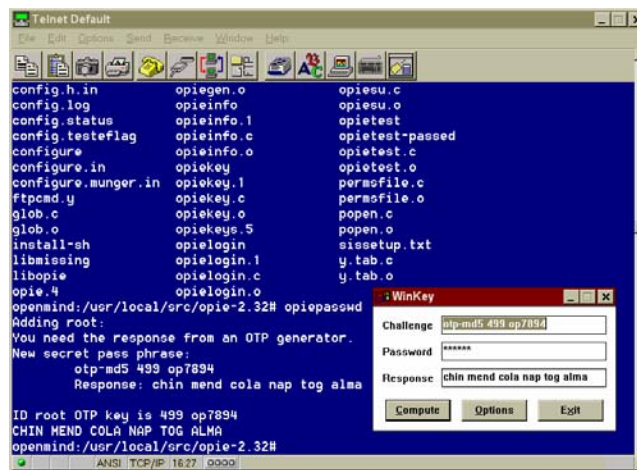 Telnet Default
File Edit Options Send Receive Window Help
config.h.in opiegen.o opiesu.c
config.log opieinfo opiesu.o
config.status opieinfo.1 opietest
config.testeflag opieinfo.c opietest-passed
configure opieinfo.o opietest.c
configure.in opiekey opietest.o
configure.munger.in opiekey.1 permsfile.c
ftpcmd.y opiekey.c permsfile.o
glob.c opiekey.o popen.c
glob.o opiekeys.5 popen.o
install-sh opielogin sissetup.txt
libmissing opielogin.1 y.tab.c
libopie opielogin.c y.tab.o
opie.4 opielogin.o
openmind:/usr/local/src/opie-2.32# opiepasswd
Adding root:
You need the response from an OTP generator.
New secret pass phrase:
otp-md5 499 op7894
Response: chin mend cola nap tog alma
ID root OTP key is 499 op7894
CHIN MEND COLA NAP TOG ALMA
openmind:/usr/local/src/opie-2.32#
ANSI TCP/IP 16:27
WinKey
Challenge otp-md5 499 op7894
Password ******
Response chin mend cola nap tog alma
Compute Options Exit